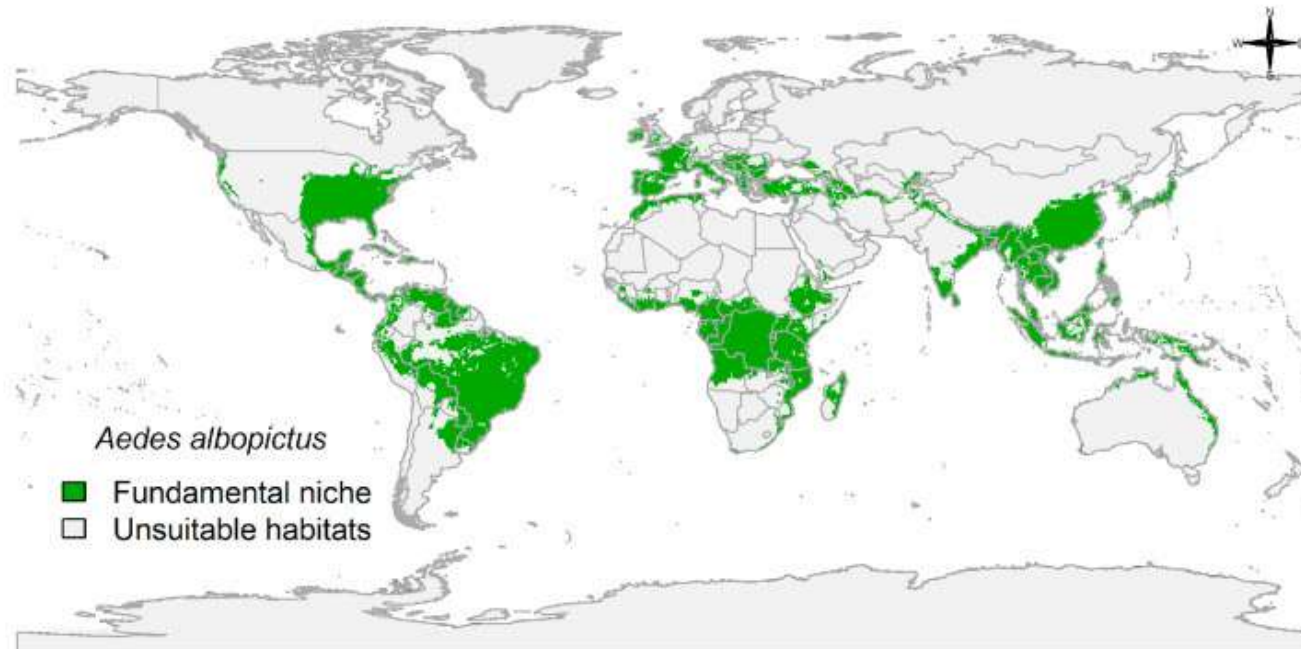 N
W
S
Aedes albopictus
Fundamental niche
Unsuitable habitats